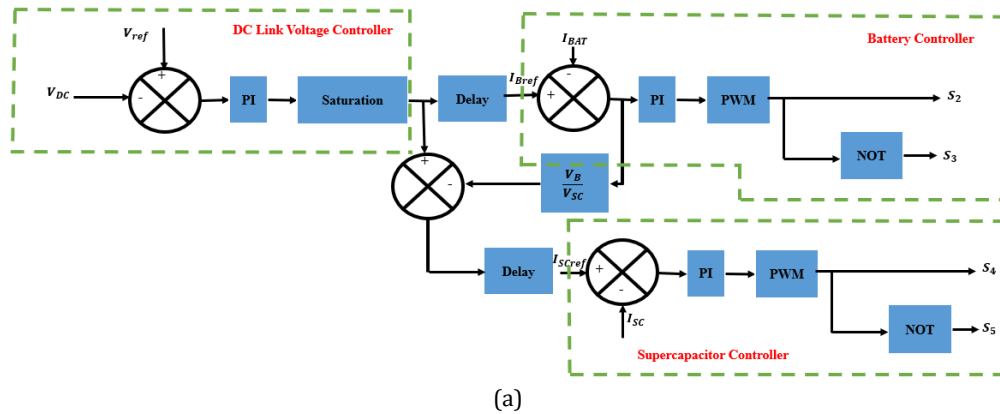 DC Link Voltage Controller
V_ref
V_DC
+
-
PI
Saturation
Delay
I_Bref
I_BAT
-
+
Battery Controller
PI
PWM
S_2
NOT
S_3
+
-
V_B
V_SC
Delay
I_SCref
+
-
I_SC
PI
PWM
S_4
NOT
S_5
Supercapacitor Controller
(a)